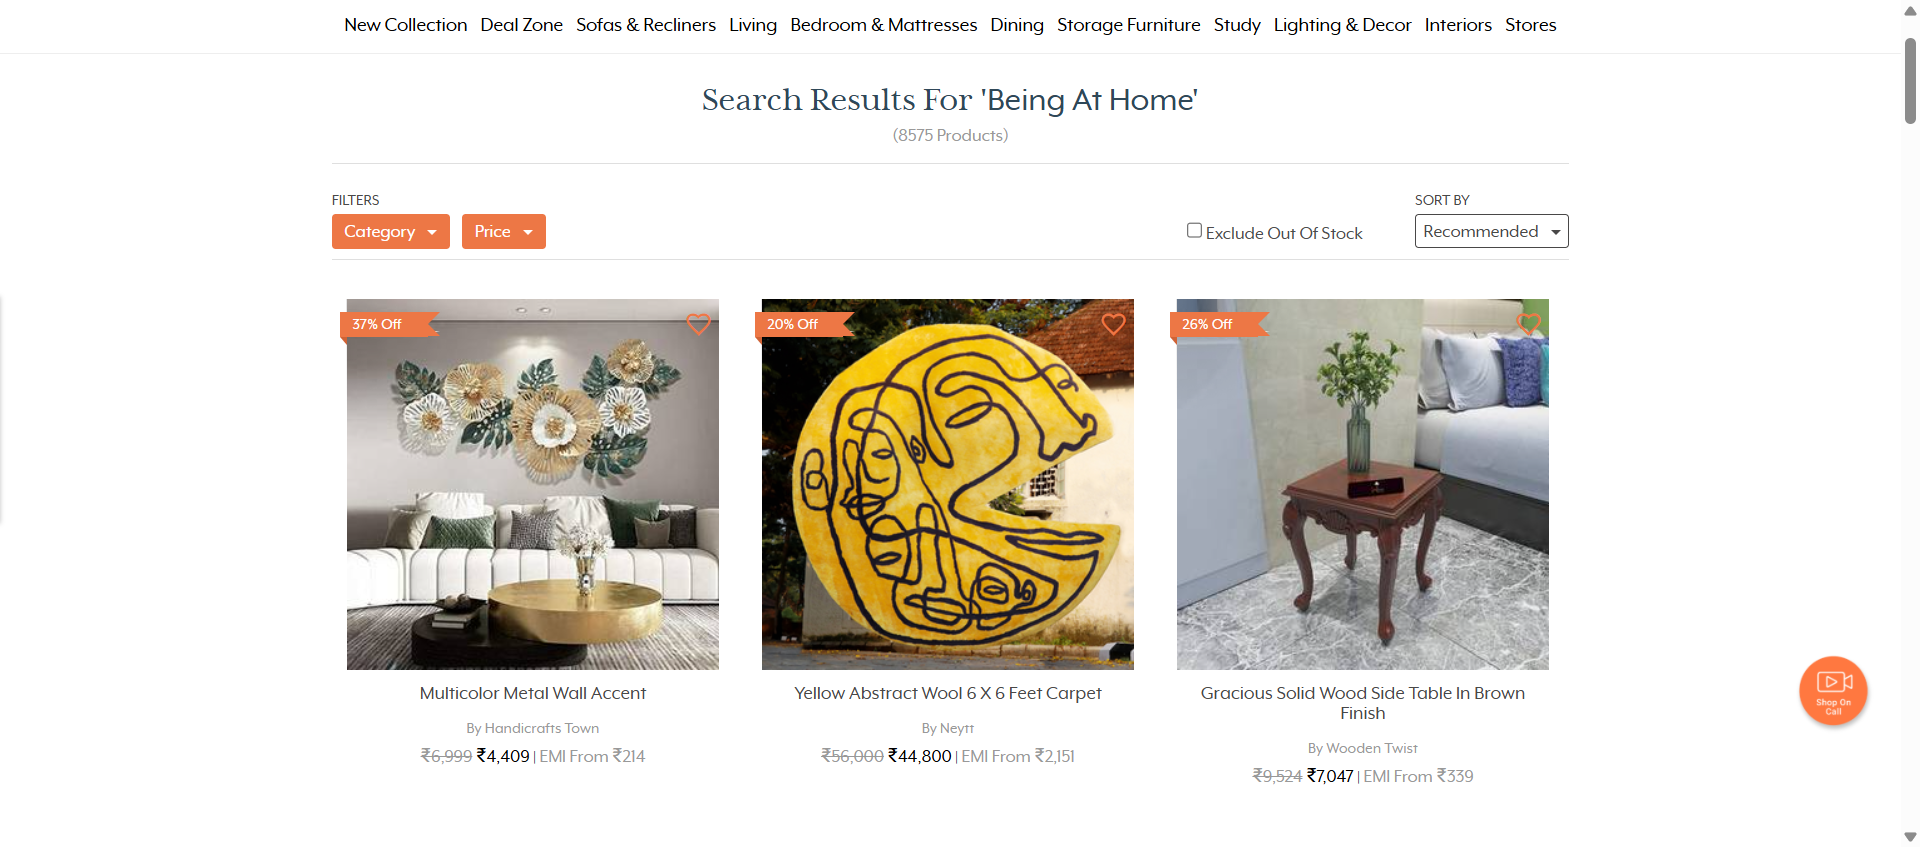 New Collection Deal Zone Sofas & Recliners Living Bedroom & Mattresses Dining Storage Furniture Study Lighting & Decor Interiors Stores
Search Results For 'Being At Home'
(8575 Products)
FILTERS
SORT BY
Category
Price
Exclude Out Of Stock
Recommended
37% Off
20% Off
26% Off
Multicolor Metal Wall Accent
By Handicrafts Town
₹6,999 ₹4,409 | EMI From ₹214
Yellow Abstract Wool 6 X 6 Feet Carpet
By Neytt
₹56,000 ₹44,800 | EMI From ₹2,151
Gracious Solid Wood Side Table In Brown
Finish
By Wooden Twist
₹9,524 ₹7,047 | EMI From ₹339
Shop On
Call